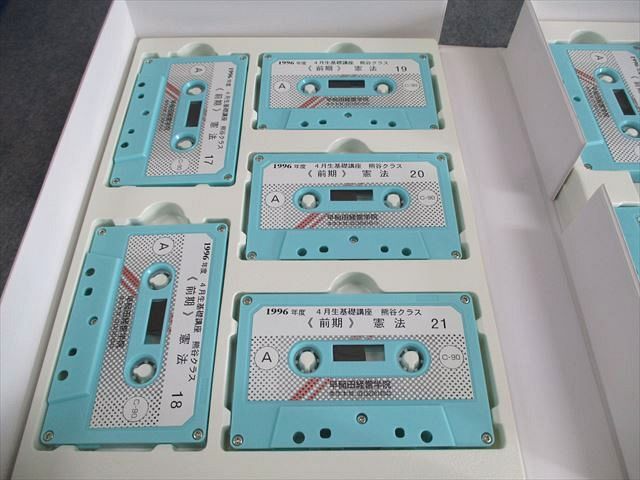 1996年度 4月生基礎講座 熊谷クラス
A 《前期》 憲法 17
1996年度 4月生基礎講座 熊谷クラス
A 《前期》 憲法 18
C-90
早稲田経営学院
1996年度 4月生基礎講座 熊谷クラス
A 《前期》 憲法 19
C-90
早稲田経営学院
1996年度 4月生基礎講座 熊谷クラス
A 《前期》 憲法 20
C-90
早稲田経営学院
1996年度 4月生基礎講座 熊谷クラス
《前期》 憲法 21
A
C-90
早稲田経営学院